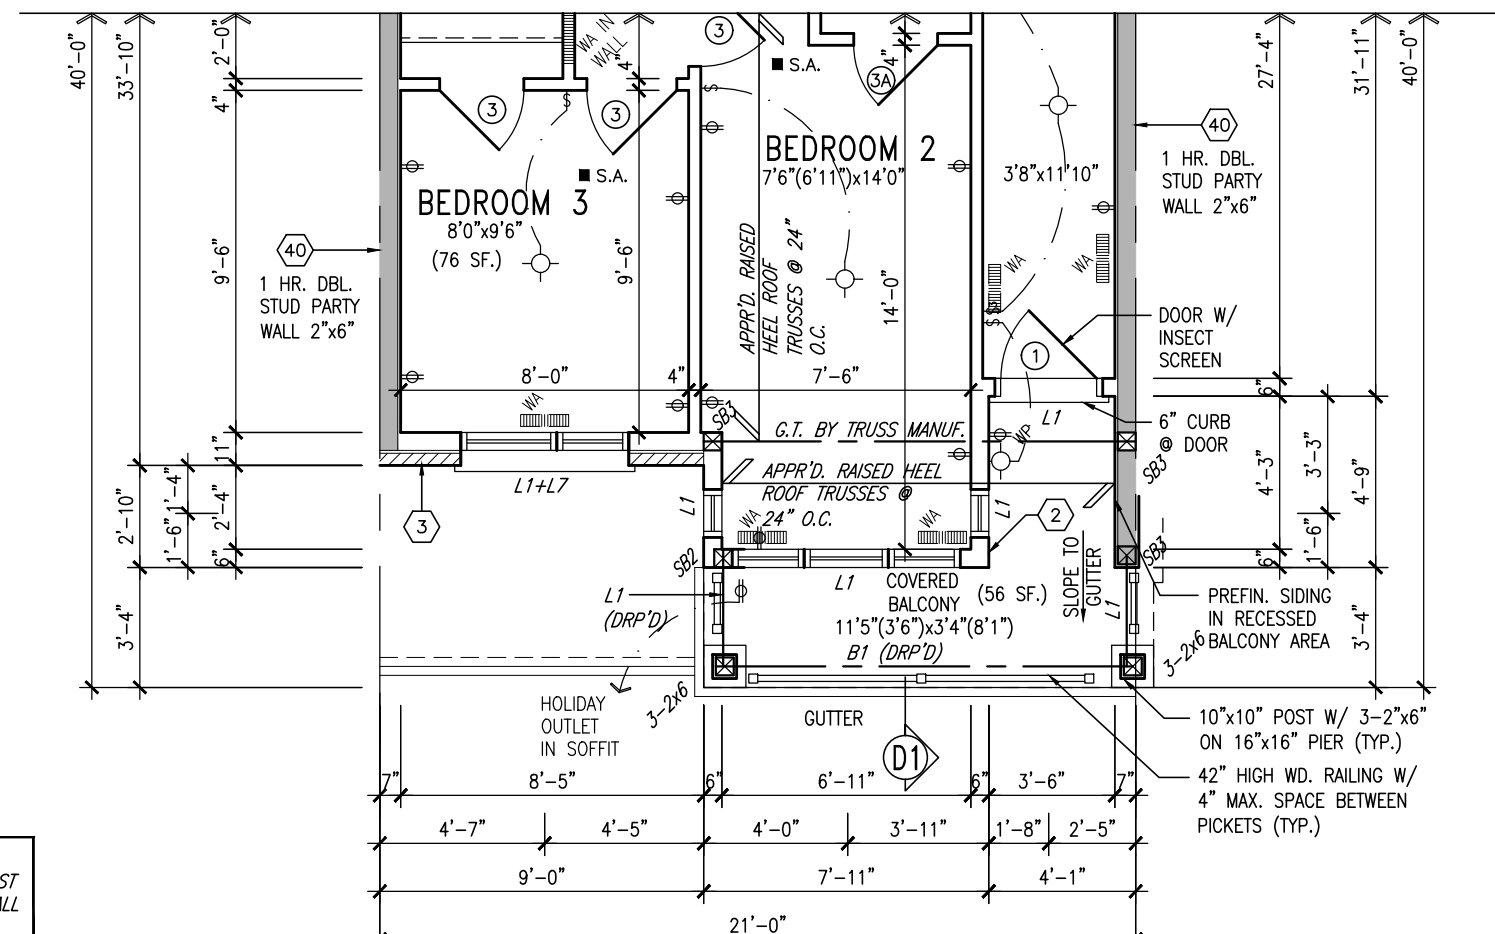 40'-0"
33'-10"
2'-0"
4"
9'-6"
11"
2'-4"
6"
1'-4"
1'-6"
2'-10"
3'-4"
WA IN
WALL
4"
3
3
3
3A
4"
S.A.
S.A.
S
S
BEDROOM 3
8'0"x9'6"
(76 SF.)
9'-6"
BEDROOM 2
7'6"(6'11")x14'0"
3'8"x11'10"
14'-0"
APPR'D. RAISED
HEEL ROOF
TRUSSES @ 24"
O.C.
WA
WA
1
40
1 HR. DBL.
STUD PARTY
WALL 2"x6"
40
1 HR. DBL.
STUD PARTY
WALL 2"x6"
27'-4"
31'-11"
40'-0"
DOOR W/
INSECT
SCREEN
6" CURB
@ DOOR
8'-0"
4"
7'-6"
WA
SB3
G.T. BY TRUSS MANUF.
L1
WP
SB3
L1+L7
3
APPR'D. RAISED HEEL
ROOF TRUSSES @
24" O.C.
L1
WA
WA
L1
2
SB2
SB3
L1
COVERED
BALCONY
(56 SF.)
11'5"(3'6")x3'4"(8'1")
B1 (DRP'D)
SLOPE TO
GUTTER
L1
L1
(DRP'D)
6"
4'-3"
6"
3'-3"
1'-6"
4'-9"
3'-4"
PREFIN. SIDING
IN RECESSED
BALCONY AREA
3-2x6
HOLIDAY
OUTLET
IN SOFFIT
3-2x6
GUTTER
D1
10"x10" POST W/ 3-2"x6"
ON 16"x16" PIER (TYP.)
42" HIGH WD. RAILING W/
4" MAX. SPACE BETWEEN
PICKETS (TYP.)
7"
8'-5"
6"
6'-11"
6"
3'-6"
7"
4'-7"
4'-5"
4'-0"
3'-11"
1'-8"
2'-5"
9'-0"
7'-11"
4'-1"
21'-0"